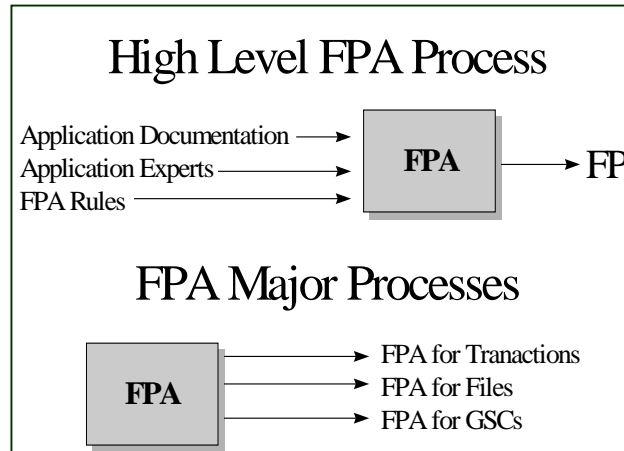 High Level FPA Process
Application Documentation
Application Experts
FPA Rules
FPA
FP
FPA Major Processes
FPA
FPA for Tranactions
FPA for Files
FPA for GSCs